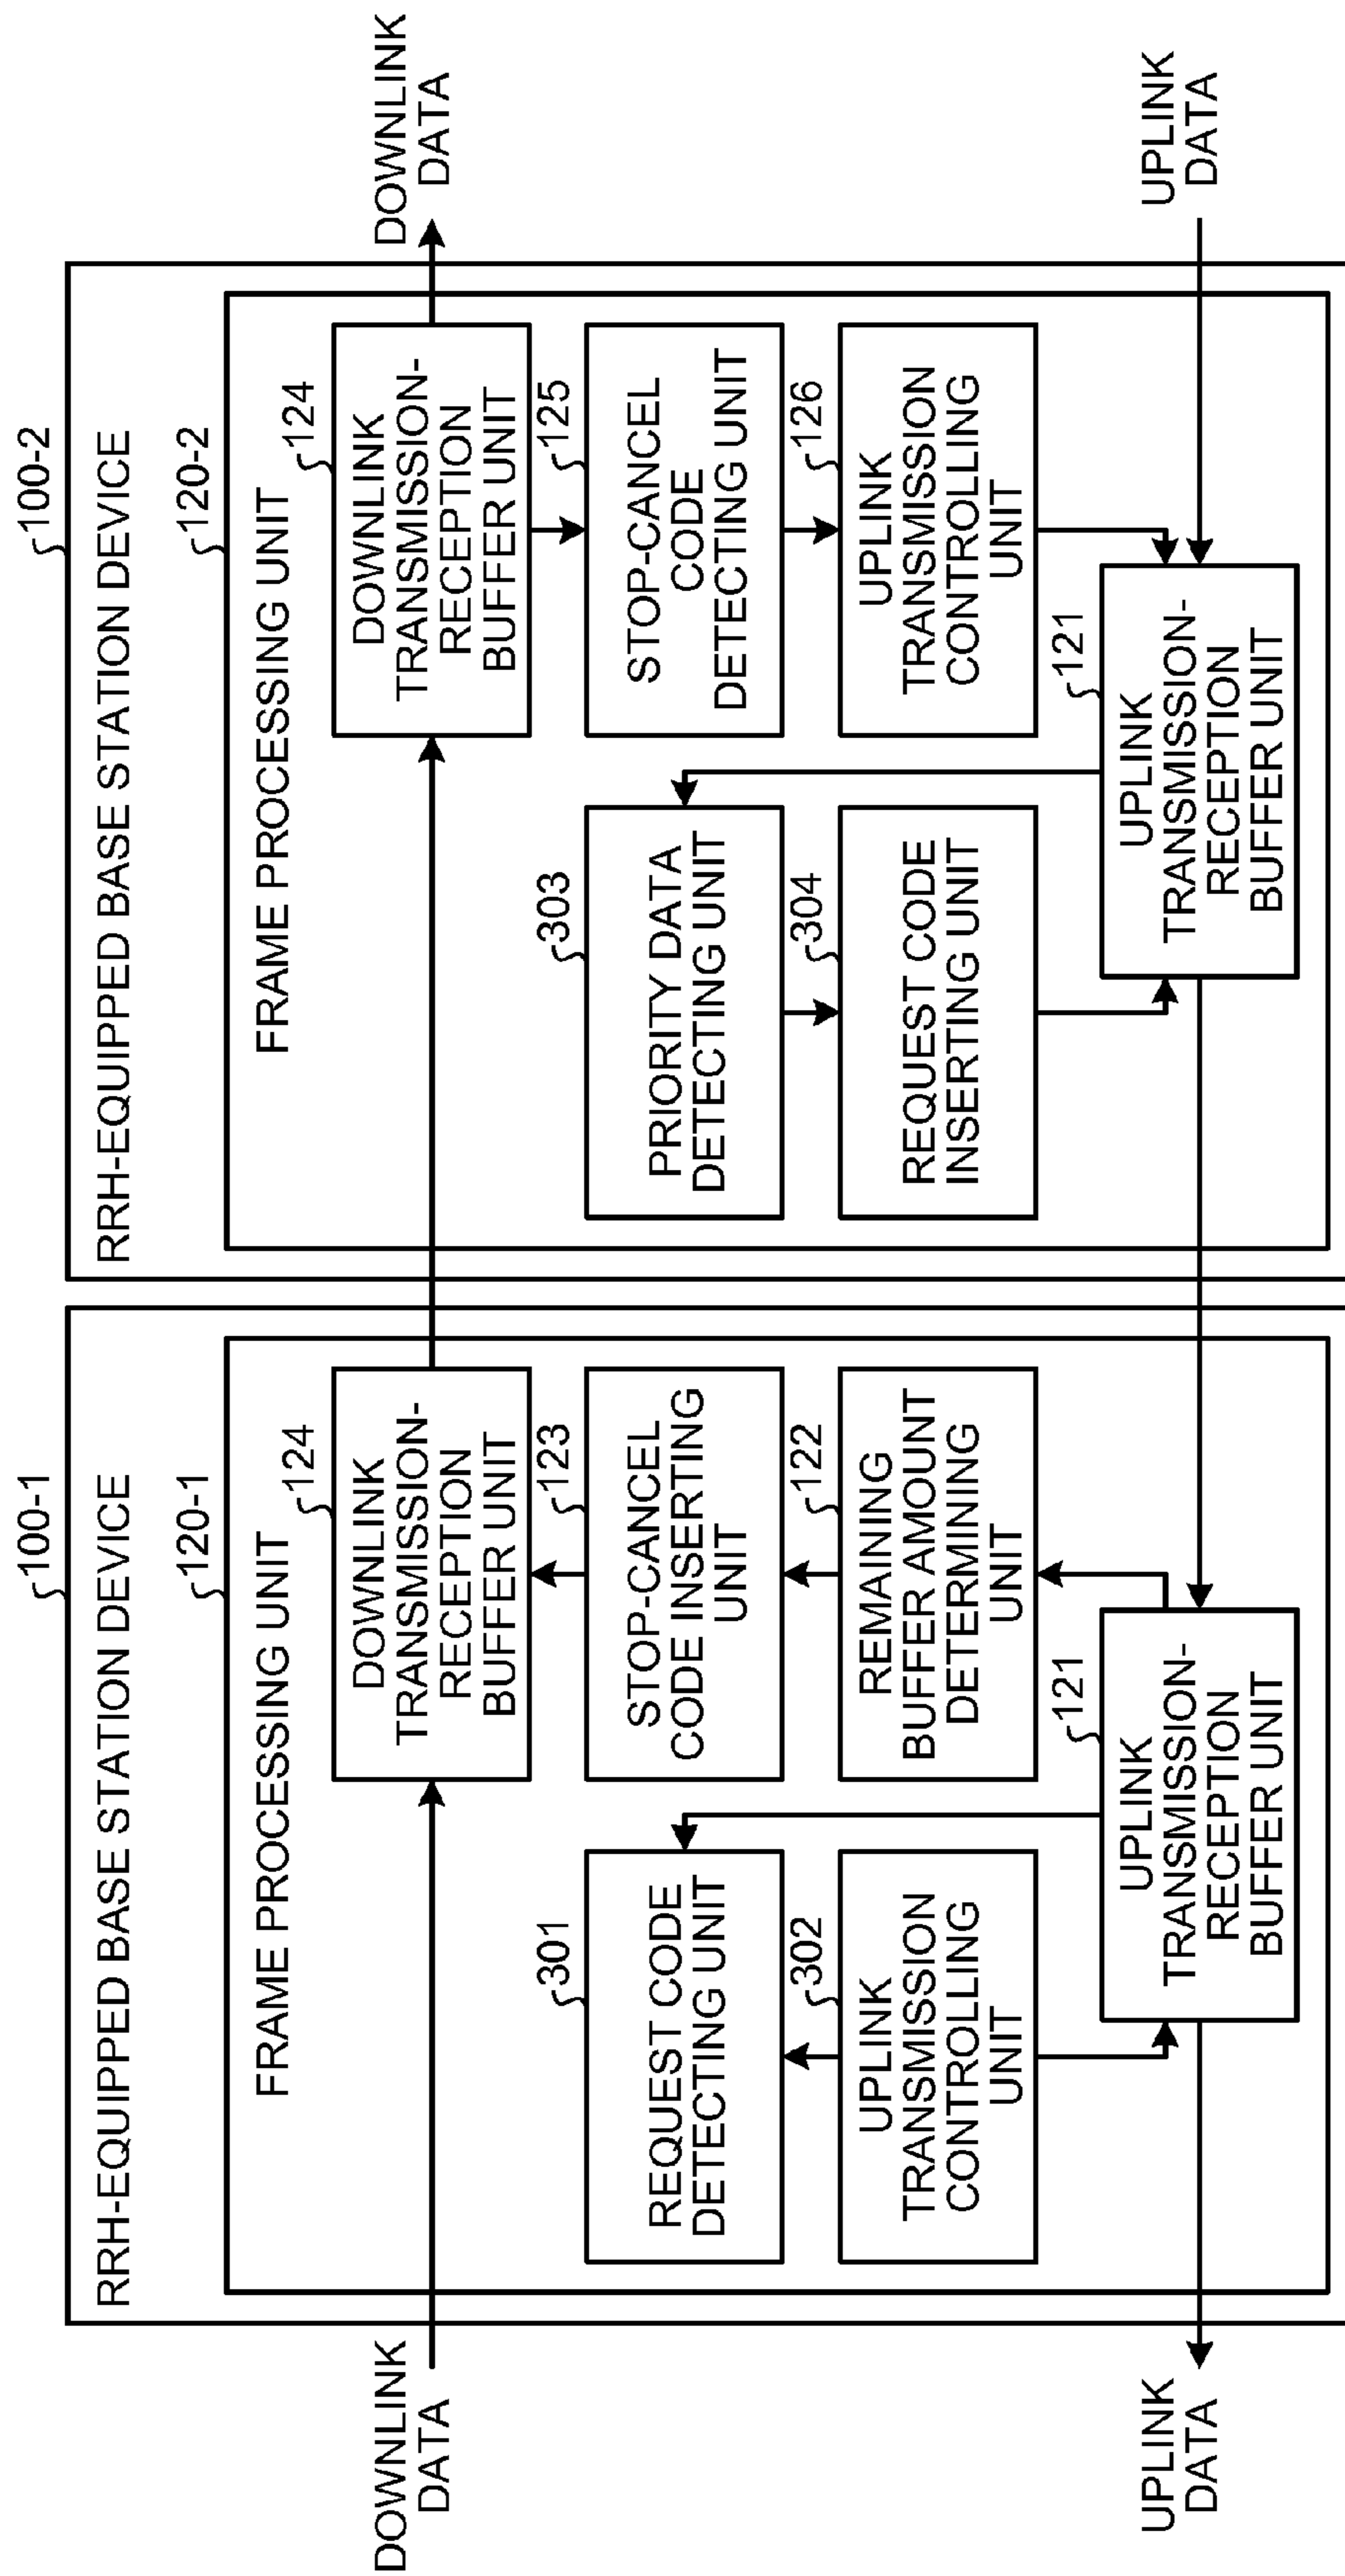 100-1
RRH-EQUIPPED BASE STATION DEVICE
120-1
FRAME PROCESSING UNIT
DOWNLINK
DATA
124
DOWNLINK
TRANSMISSION-
RECEPTION
BUFFER UNIT
301
REQUEST CODE
DETECTING UNIT
123
STOP-CANCEL
CODE INSERTING
UNIT
302
UPLINK
TRANSMISSION
CONTROLLING
UNIT
122
REMAINING
BUFFER AMOUNT
DETERMINING
UNIT
121
UPLINK
TRANSMISSION-
RECEPTION
BUFFER UNIT
UPLINK
DATA
100-2
RRH-EQUIPPED BASE STATION DEVICE
120-2
FRAME PROCESSING UNIT
124
DOWNLINK
TRANSMISSION-
RECEPTION
BUFFER UNIT
DOWNLINK
DATA
303
PRIORITY DATA
DETECTING UNIT
125
STOP-CANCEL
CODE
DETECTING UNIT
304
REQUEST CODE
INSERTING UNIT
126
UPLINK
TRANSMISSION
CONTROLLING
UNIT
121
UPLINK
TRANSMISSION-
RECEPTION
BUFFER UNIT
UPLINK
DATA